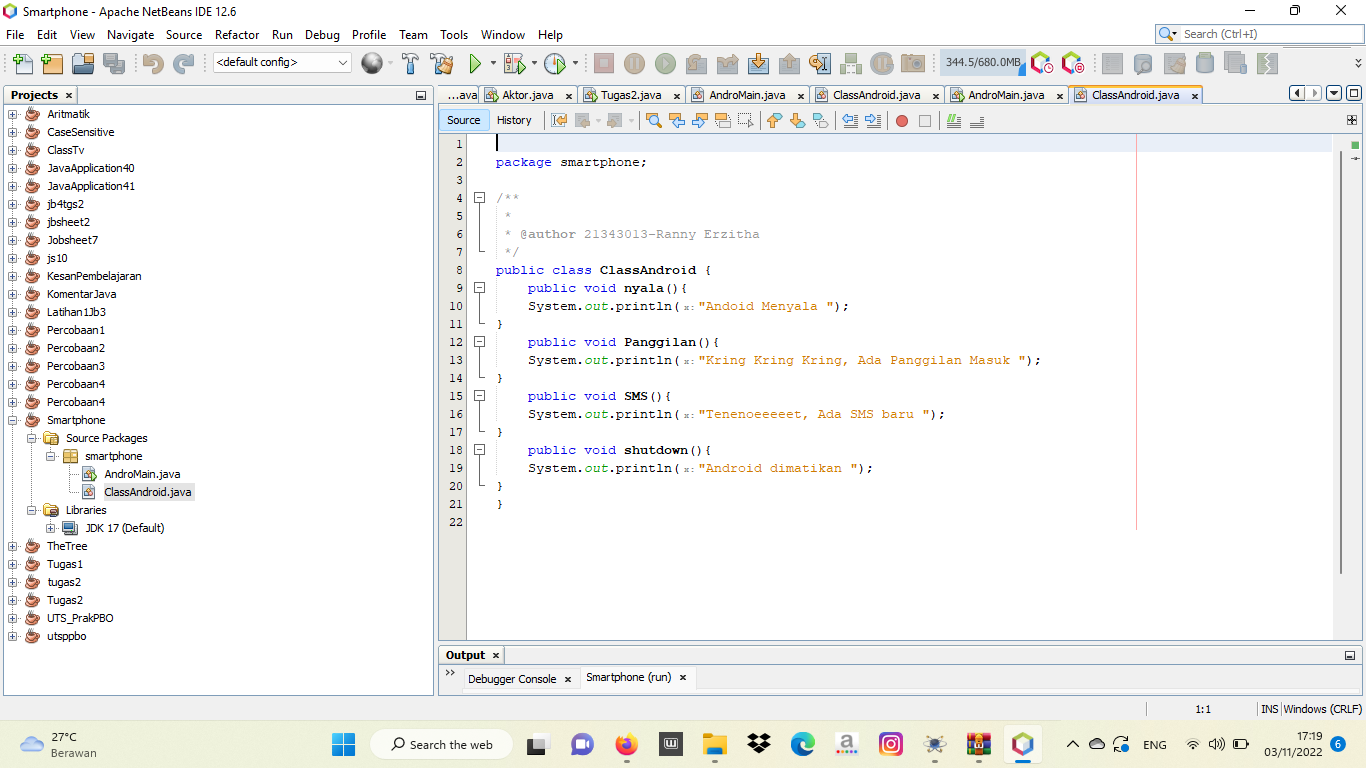 Smartphone - Apache NetBeans IDE 12.6
File Edit View Navigate Source Refactor Run Debug Profile Team Tools Window Help
Search (Ctrl+I)
<default config>
344.5/680.0MB
Projects
Aritmatik
CaseSensitive
ClassTv
JavaApplication40
JavaApplication41
jb4tgs2
jbsheet2
Jobsheet7
js10
KesanPembelajaran
KomentarJava
Latihan1Jb3
Percobaan1
Percobaan2
Percobaan3
Percobaan4
Percobaan4
Smartphone
Source Packages
smartphone
AndroMain.java
ClassAndroid.java
Libraries
JDK 17 (Default)
TheTree
Tugas1
tugas2
Tugas2
UTS_PrakPBO
utsppbo
...ava Aktor.java Tugas2.java AndroMain.java ClassAndroid.java AndroMain.java ClassAndroid.java
Source History
1
2 package smartphone;
3
4 /**
5 *
6 * @author 21343013-Ranny Erzitha
7 */
8 public class ClassAndroid {
9 public void nyala(){
10 System.out.println(x:"Andoid Menyala ");
11 }
12 public void Panggilan(){
13 System.out.println(x:"Kring Kring Kring, Ada Panggilan Masuk ");
14 }
15 public void SMS(){
16 System.out.println(x:"Tenenoeeeeet, Ada SMS baru ");
17 }
18 public void shutdown(){
19 System.out.println(x:"Android dimatikan ");
20 }
21 }
22
Output
Debugger Console Smartphone (run)
1:1 INS Windows (CRLF)
27°C
Berawan
Search the web
ENG
17:19
03/11/2022
6